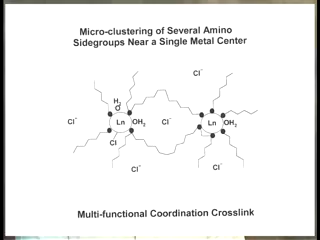 Micro-clustering of Several Amino
Sidegroups Near a Single Metal Center
Cl⁻
H₂
O
Cl⁻
Ln
OH₂
Cl⁻
Ln
OH₂
Cl
Cl⁻
Cl⁻
Multi-functional Coordination Crosslink